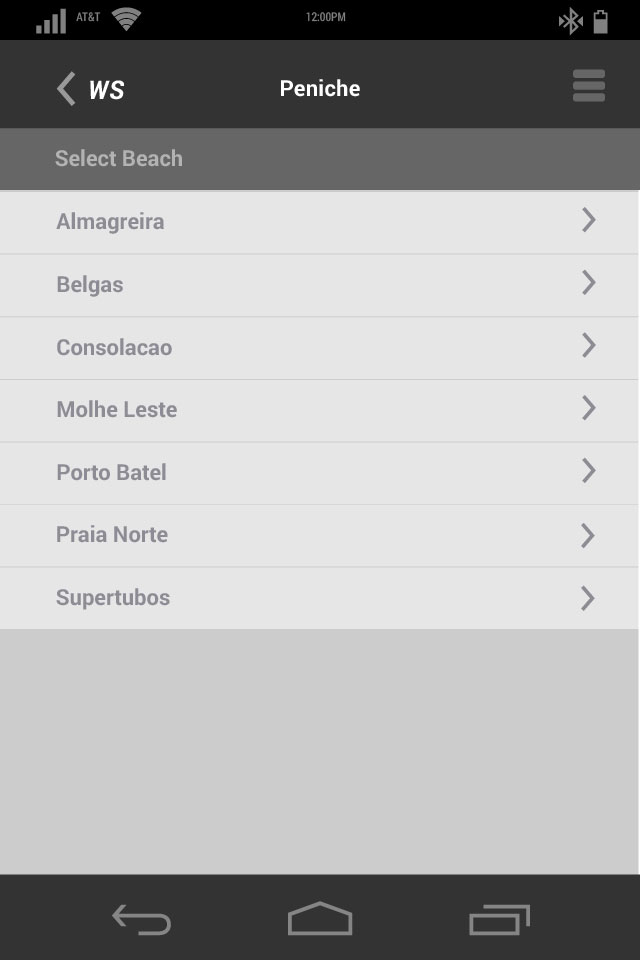 AT&T 12:00PM
WS Peniche
Select Beach
Almagreira
Belgas
Consolacao
Molhe Leste
Porto Batel
Praia Norte
Supertubos